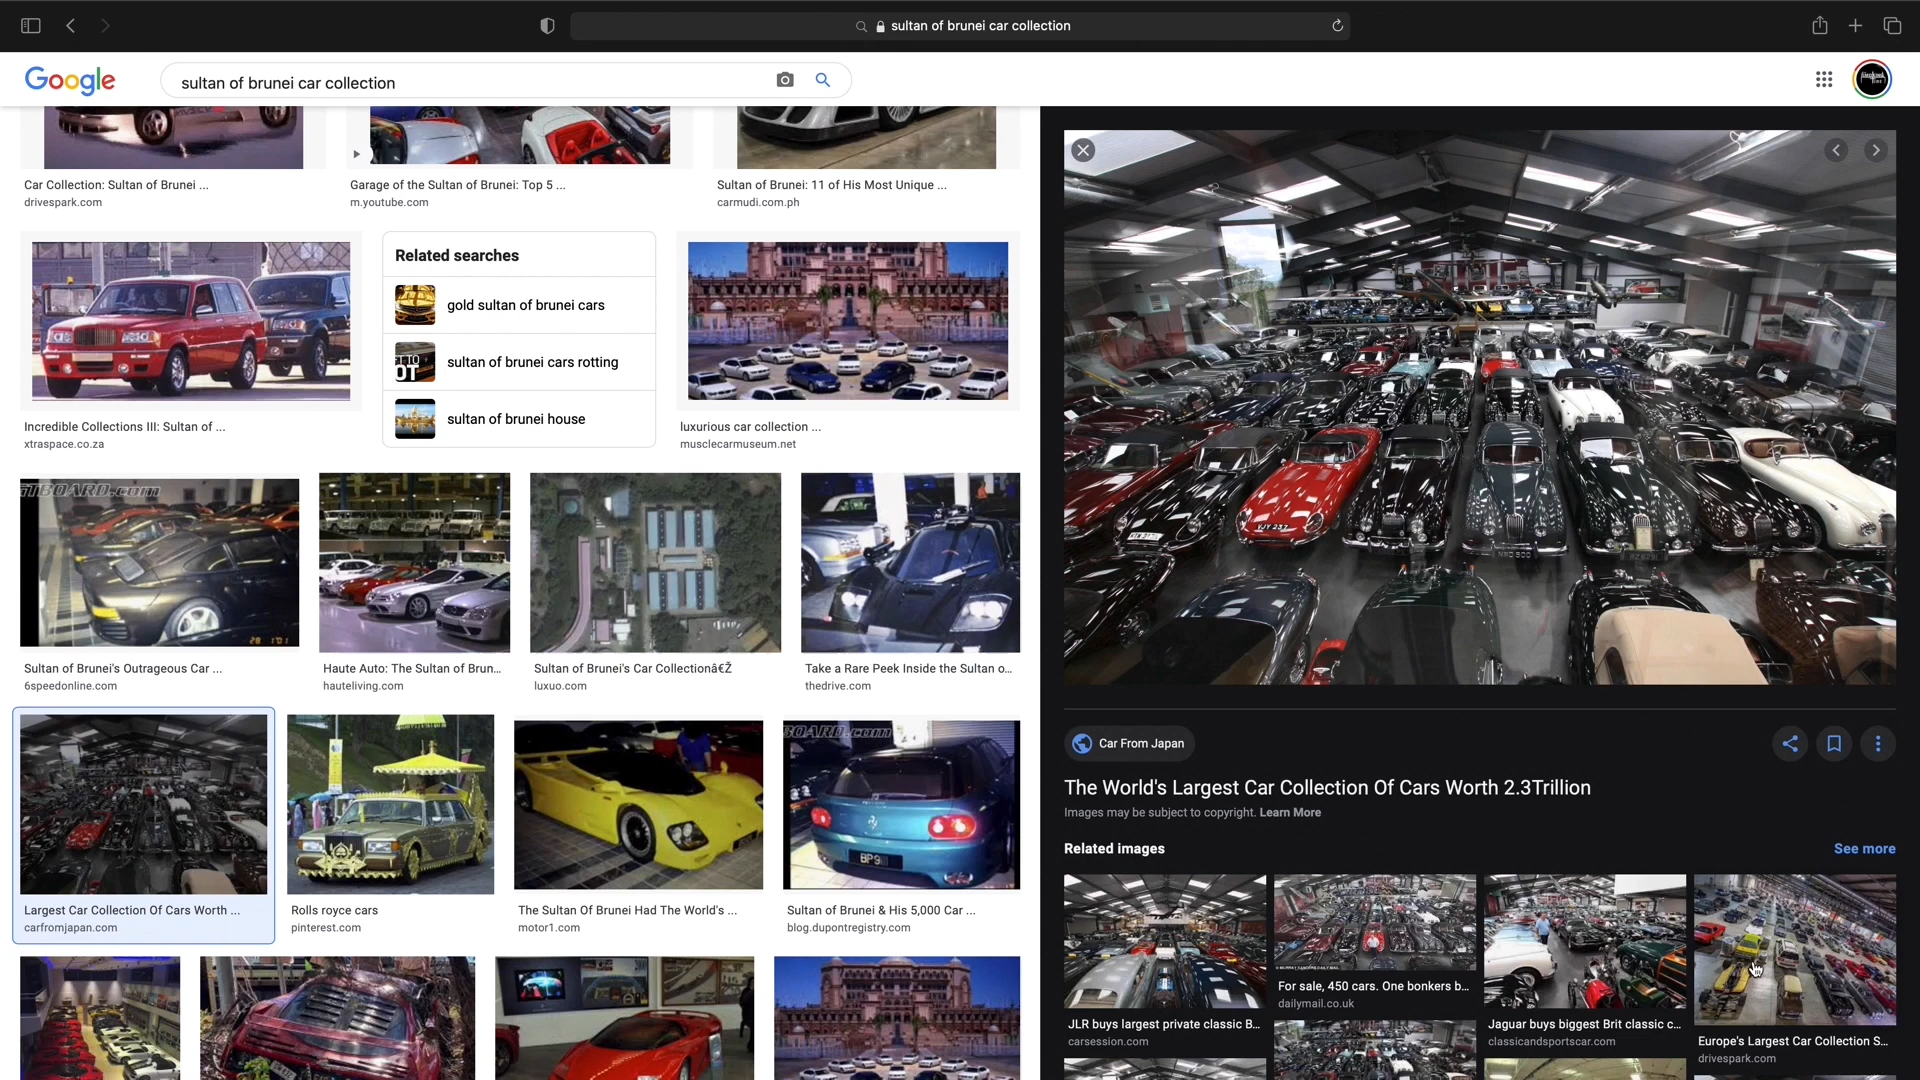 sultan of brunei car collection
Google
sultan of brunei car collection
Car Collection: Sultan of Brunei ...
drivespark.com
Garage of the Sultan of Brunei: Top 5 ...
m.youtube.com
Sultan of Brunei: 11 of His Most Unique ...
carmudi.com.ph
Incredible Collections III: Sultan of ...
xtraspace.co.za
Related searches
gold sultan of brunei cars
sultan of brunei cars rotting
sultan of brunei house
luxurious car collection ...
musclecarmuseum.net
Sultan of Brunei's Outrageous Car ...
6speedonline.com
Haute Auto: The Sultan of Brun...
hauteliving.com
Sultan of Brunei's Car Collectionâ€Ž
luxuo.com
Take a Rare Peek Inside the Sultan o...
thedrive.com
Largest Car Collection Of Cars Worth ...
carfromjapan.com
Rolls royce cars
pinterest.com
The Sultan Of Brunei Had The World's ...
motor1.com
BP9
Sultan of Brunei & His 5,000 Car ...
blog.dupontregistry.com
VJY 237
Car From Japan
The World's Largest Car Collection Of Cars Worth 2.3Trillion
Images may be subject to copyright. Learn More
Related images
See more
JLR buys largest private classic B...
carsession.com
For sale, 450 cars. One bonkers b...
dailymail.co.uk
Jaguar buys biggest Brit classic c...
classicandsportscar.com
Europe's Largest Car Collection S...
drivespark.com